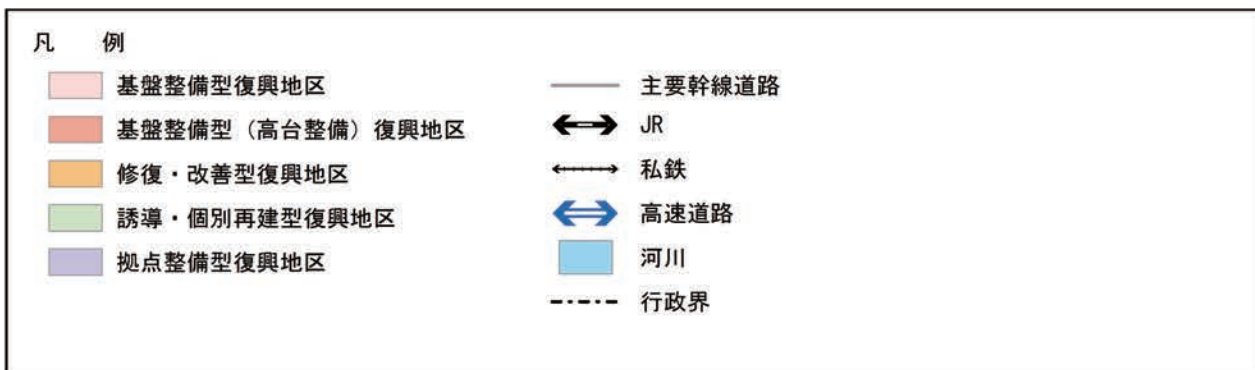 凡　例
基盤整備型復興地区
基盤整備型（高台整備）復興地区
修復・改善型復興地区
誘導・個別再建型復興地区
拠点整備型復興地区
主要幹線道路
JR
私鉄
高速道路
河川
行政界